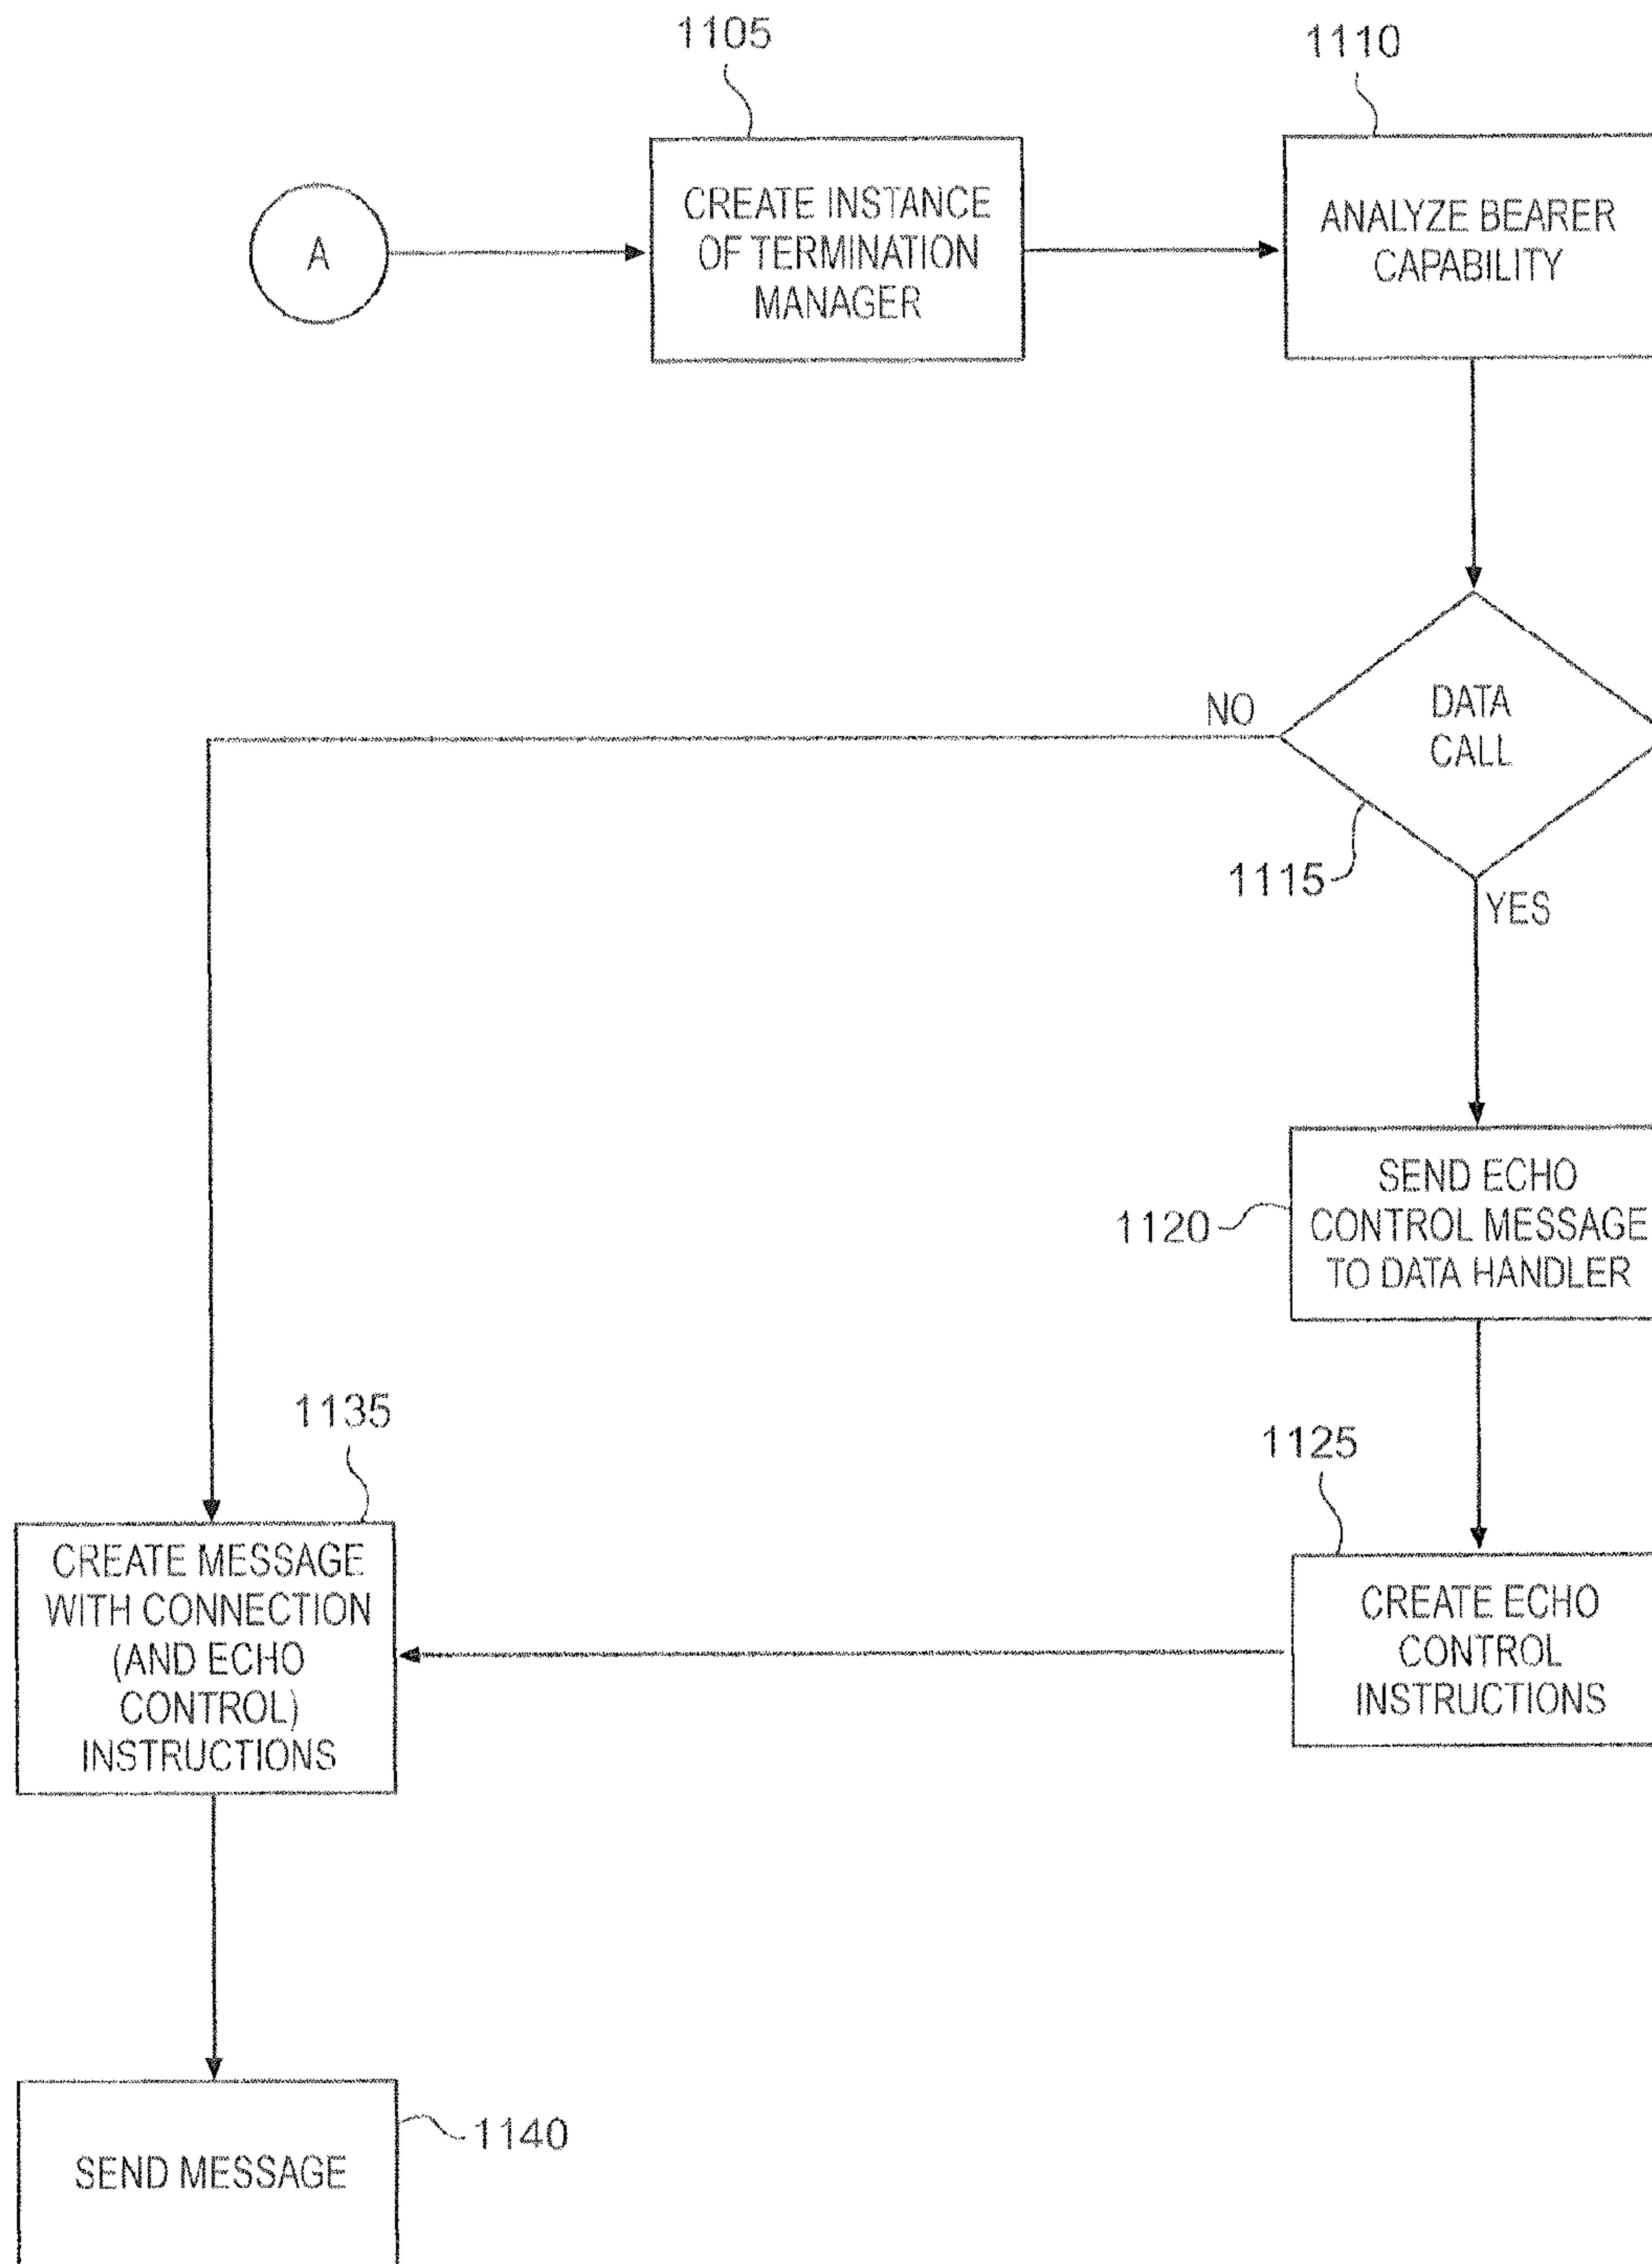 1105
1110
A
CREATE INSTANCE
OF TERMINATION
MANAGER
ANALYZE BEARER
CAPABILITY
NO
DATA
CALL
1115
YES
SEND ECHO
CONTROL MESSAGE
TO DATA HANDLER
1120
1135
1125
CREATE MESSAGE
WITH CONNECTION
(AND ECHO
CONTROL)
INSTRUCTIONS
CREATE ECHO
CONTROL
INSTRUCTIONS
1140
SEND MESSAGE